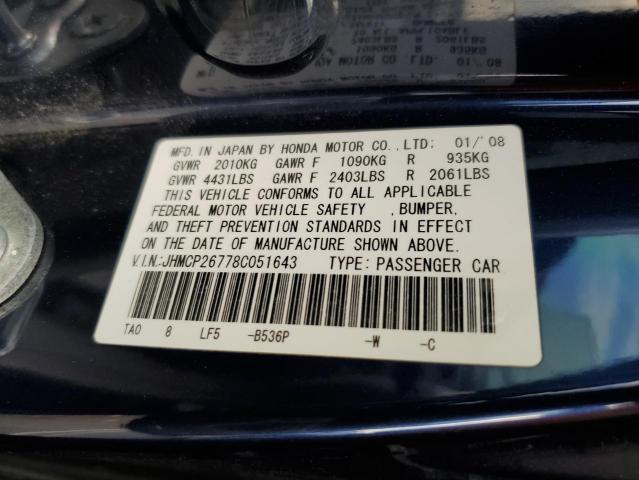 MFD. IN JAPAN BY HONDA MOTOR CO., LTD: 01/'08
GVWR 2010KG GAWR F 1090KG R 935KG
GVWR 4431LBS GAWR F 2403LBS R 2061LBS
THIS VEHICLE CONFORMS TO ALL APPLICABLE
FEDERAL MOTOR VEHICLE SAFETY , BUMPER,
AND THEFT PREVENTION STANDARDS IN EFFECT
ON THE DATE OF MANUFACTURE SHOWN ABOVE.
V.I.N.:JHMCP26778C051643 TYPE: PASSENGER CAR
TA0 8 LF5 -B536P -W -C